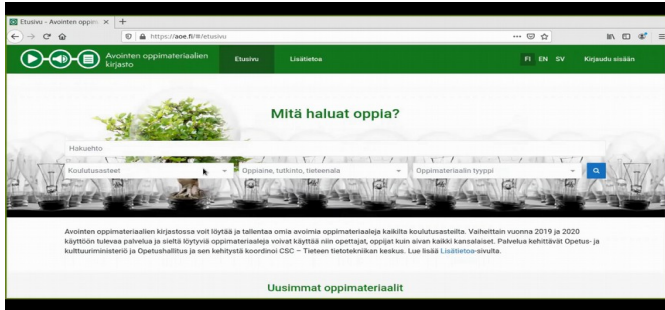 Etusivu - Avointen oppim
https://aoe.fi/#/etusivu
Avointen oppimateriaalien
kirjasto
Etusivu
Lisätietoa
FI EN SV
Kirjaudu sisään
Mitä haluat oppia?
Hakuehto
Koulutusasteet
Oppiaine, tutkinto, tieteenala
Oppimateriaalin tyyppi
Avointen oppimateriaalien kirjastossa voit löytää ja tallentaa omia avoimia oppimateriaaleja kaikilta koulutusasteilta. Vaiheittain vuonna 2019 ja 2020
käyttöön tulevaa palvelua ja sieltä löytyviä oppimateriaaleja voivat käyttää niin opettajat, oppijat kuin aivan kaikki kansalaiset. Palvelua kehittävät Opetus- ja
kulttuuriministeriö ja Opetushallitus ja sen kehitystä koordinoi CSC – Tieteen tietotekniikan keskus. Lue lisää Lisätietoa-sivulta.
Uusimmat oppimateriaalit